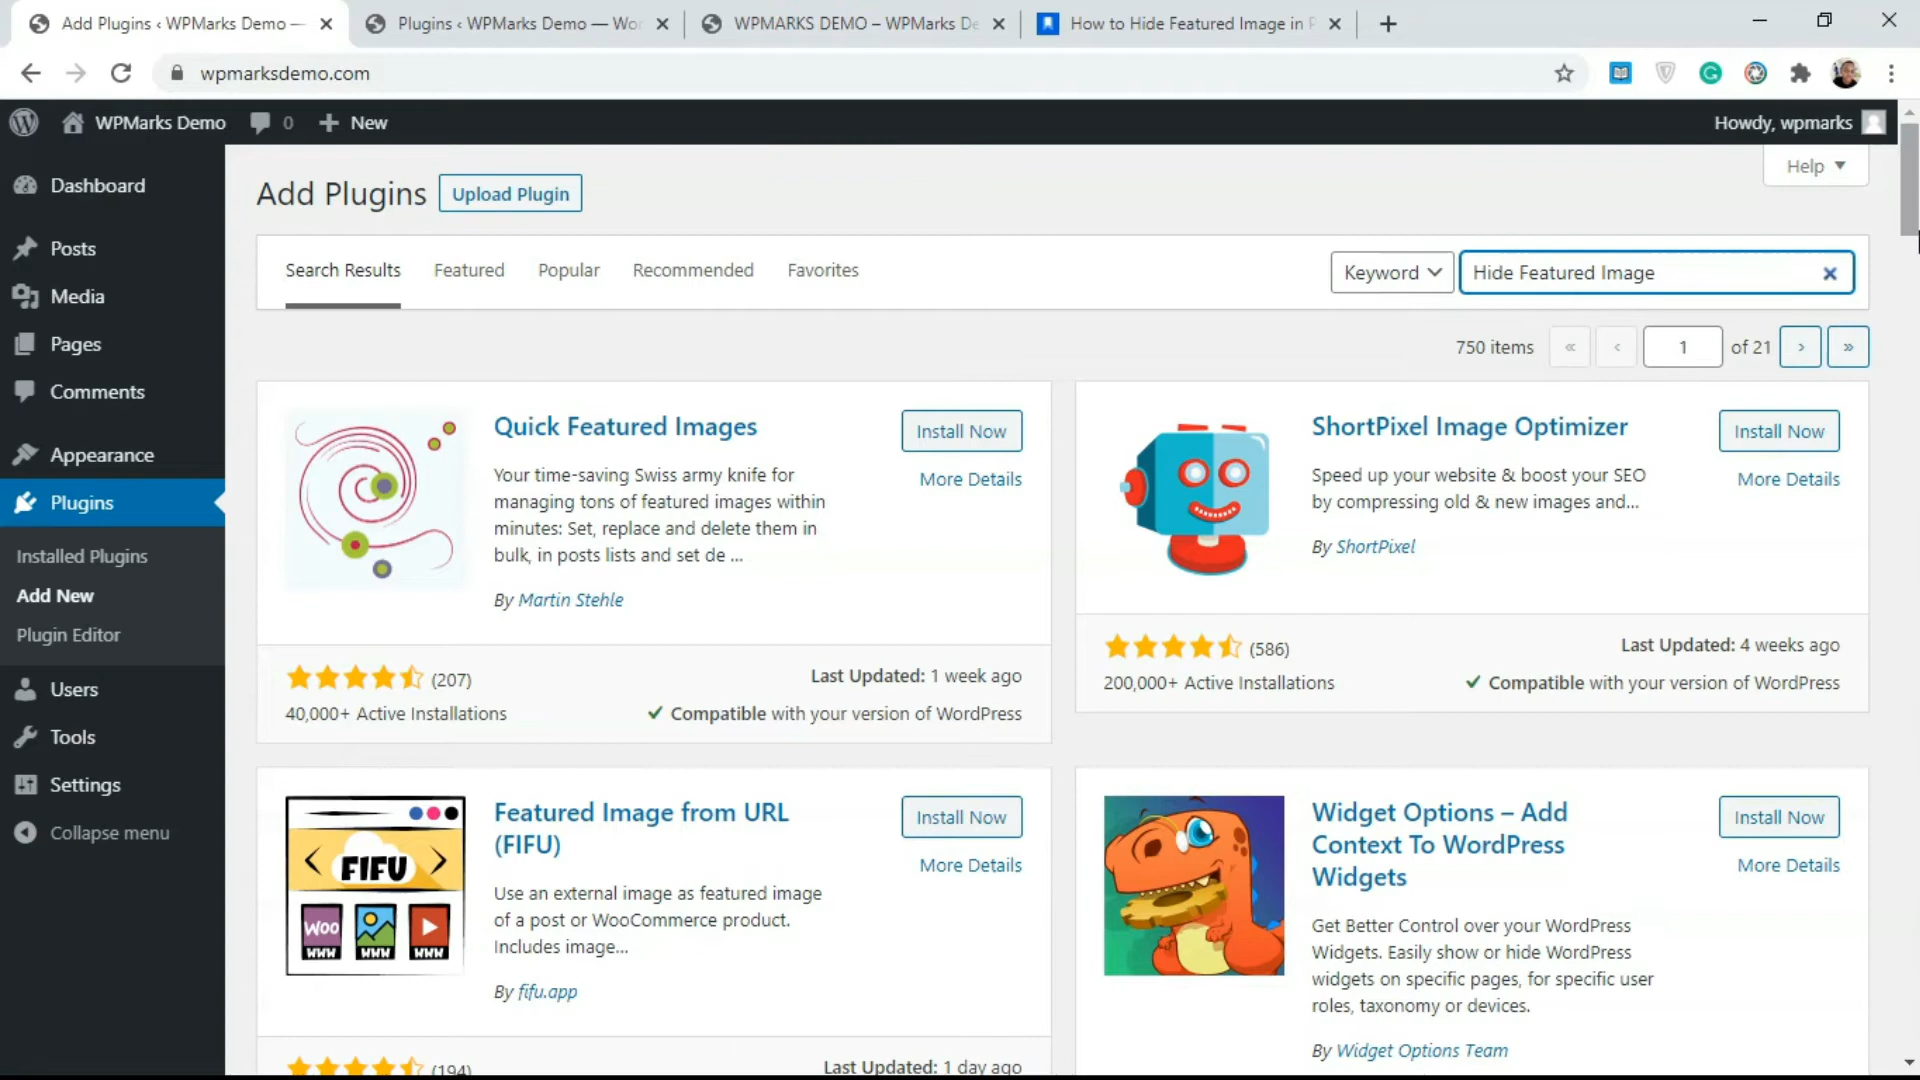 Add Plugins ‹ WPMarks Demo —
Plugins ‹ WPMarks Demo — Wor
WPMARKS DEMO – WPMarks De
How to Hide Featured Image in P
wpmarksdemo.com
WPMarks Demo
0
New
Howdy, wpmarks
Help
Dashboard
Posts
Media
Pages
Comments
Appearance
Plugins
Installed Plugins
Add New
Plugin Editor
Users
Tools
Settings
Collapse menu
Add Plugins
Upload Plugin
Search Results
Featured
Popular
Recommended
Favorites
Keyword
Hide Featured Image
750 items
«
‹
1
of 21
›
»
Quick Featured Images
Install Now
More Details
Your time-saving Swiss army knife for
managing tons of featured images within
minutes: Set, replace and delete them in
bulk, in posts lists and set de ...
By Martin Stehle
(207)
Last Updated: 1 week ago
40,000+ Active Installations
Compatible with your version of WordPress
ShortPixel Image Optimizer
Install Now
More Details
Speed up your website & boost your SEO
by compressing old & new images and...
By ShortPixel
(586)
Last Updated: 4 weeks ago
200,000+ Active Installations
Compatible with your version of WordPress
FIFU
WOO
WWW
WWW
WWW
Featured Image from URL
(FIFU)
Install Now
More Details
Use an external image as featured image
of a post or WooCommerce product.
Includes image...
By fifu.app
(194)
Last Updated: 1 day ago
Widget Options – Add
Context To WordPress
Widgets
Install Now
More Details
Get Better Control over your WordPress
Widgets. Easily show or hide WordPress
widgets on specific pages, for specific user
roles, taxonomy or devices.
By Widget Options Team